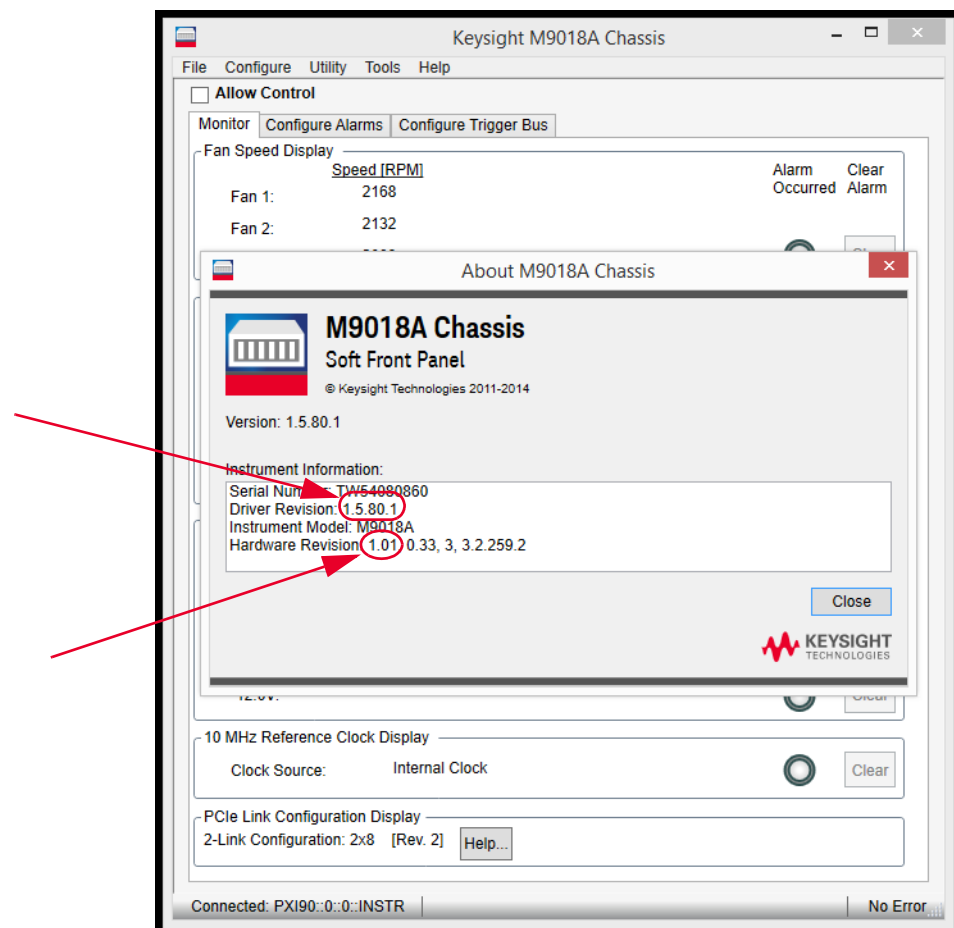 Keysight M9018A Chassis
File Configure Utility Tools Help
Allow Control
Monitor Configure Alarms Configure Trigger Bus
Fan Speed Display
Speed [RPM]
Alarm Occurred
Clear Alarm
Fan 1: 2168
Fan 2: 2132
About M9018A Chassis
M9018A Chassis
Soft Front Panel
© Keysight Technologies 2011-2014
Version: 1.5.80.1
Instrument Information:
Serial Number: TW54080860
Driver Revision: 1.5.80.1
Instrument Model: M9018A
Hardware Revision: 1.01, 0.33, 3, 3.2.259.2
Close
KEYSIGHT
TECHNOLOGIES
Clear
10 MHz Reference Clock Display
Clock Source: Internal Clock Clear
PCIe Link Configuration Display
2-Link Configuration: 2x8 [Rev. 2] Help...
Connected: PXI90::0::0::INSTR No Error